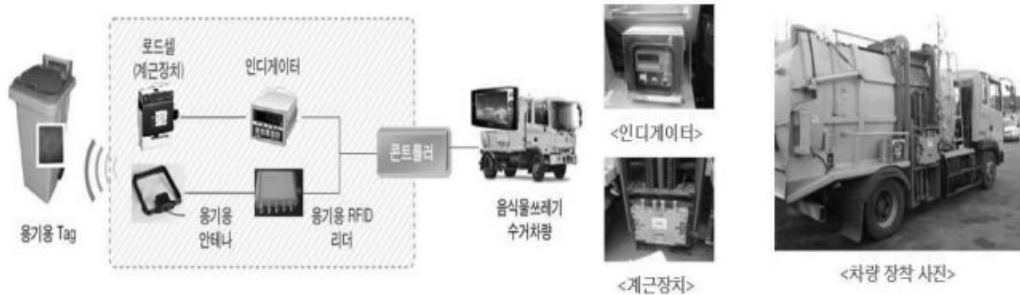 로드셀
(계근장치)
인디게이터
콘트롤러
용기용 Tag
용기용
안테나
용기용 RFID
리더
음식물쓰레기
수거차량
<인디게이터>
<계근장치>
<차량 장착 사진>